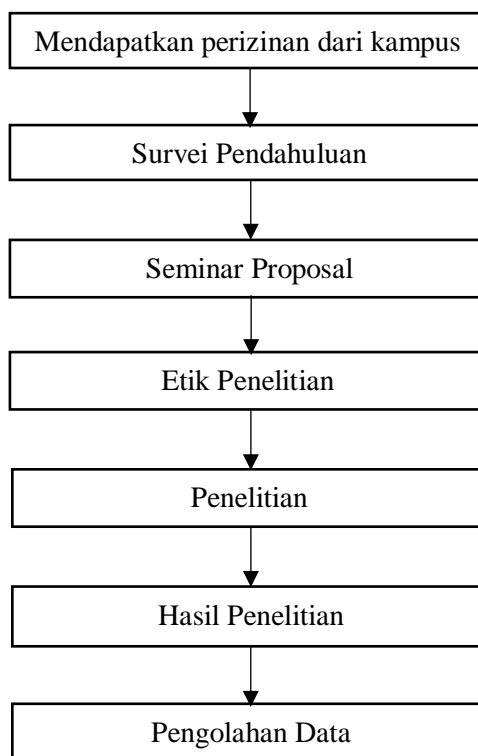 Mendapatkan perizinan dari kampus
Survei Pendahuluan
Seminar Proposal
Etik Penelitian
Penelitian
Hasil Penelitian
Pengolahan Data